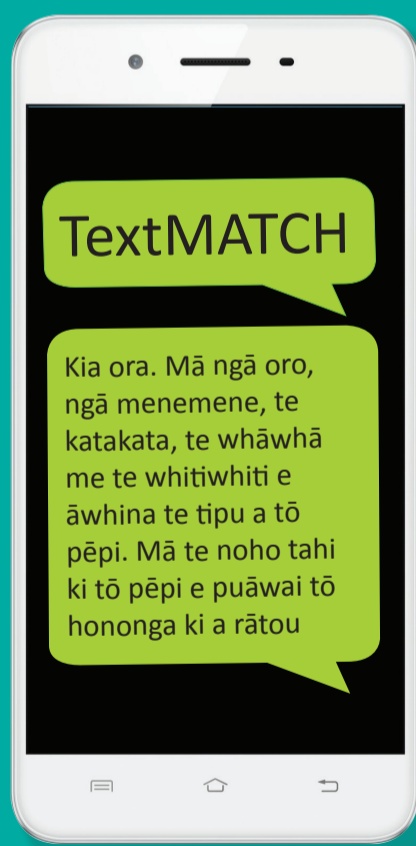 TextMATCH
Kia ora. Mā ngā oro,
ngā menemene, te
katakata, te whāwhā
me te whitiwhiti e
āwhina te tipu a tō
pēpi. Mā te noho tahi
ki tō pēpi e puāwai tō
hononga ki a rātou